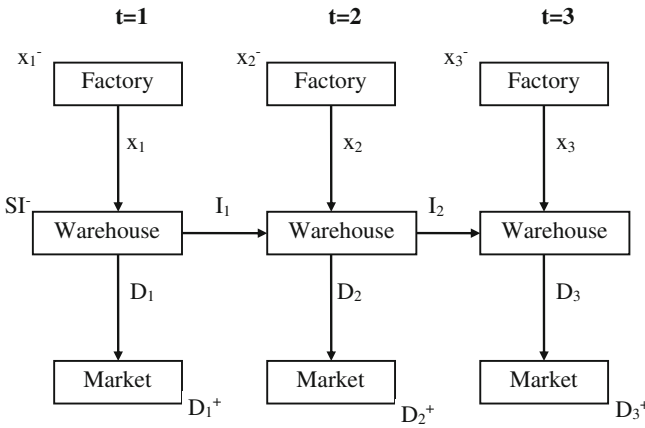 t=1 t=2 t=3
x₁⁻ x₂⁻ x₃⁻
Factory Factory Factory
x₁ x₂ x₃
SI⁻ I₁ I₂
Warehouse Warehouse Warehouse
D₁ D₂ D₃
Market Market Market
D₁⁺ D₂⁺ D₃⁺